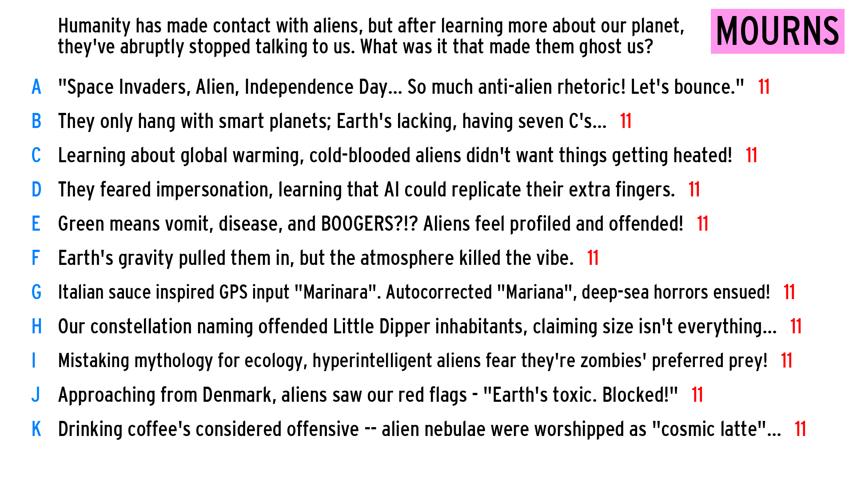 Humanity has made contact with aliens, but after learning more about our planet,
they've abruptly stopped talking to us. What was it that made them ghost us?
MOURNS
A "Space Invaders, Alien, Independence Day... So much anti-alien rhetoric! Let's bounce." 11
B They only hang with smart planets; Earth's lacking, having seven C's... 11
C Learning about global warming, cold-blooded aliens didn't want things getting heated! 11
D They feared impersonation, learning that AI could replicate their extra fingers. 11
E Green means vomit, disease, and BOOGERS?!? Aliens feel profiled and offended! 11
F Earth's gravity pulled them in, but the atmosphere killed the vibe. 11
G Italian sauce inspired GPS input "Marinara". Autocorrected "Mariana", deep-sea horrors ensued! 11
H Our constellation naming offended Little Dipper inhabitants, claiming size isn't everything... 11
I Mistaking mythology for ecology, hyperintelligent aliens fear they're zombies' preferred prey! 11
J Approaching from Denmark, aliens saw our red flags - "Earth's toxic. Blocked!" 11
K Drinking coffee's considered offensive -- alien nebulae were worshipped as "cosmic latte"... 11